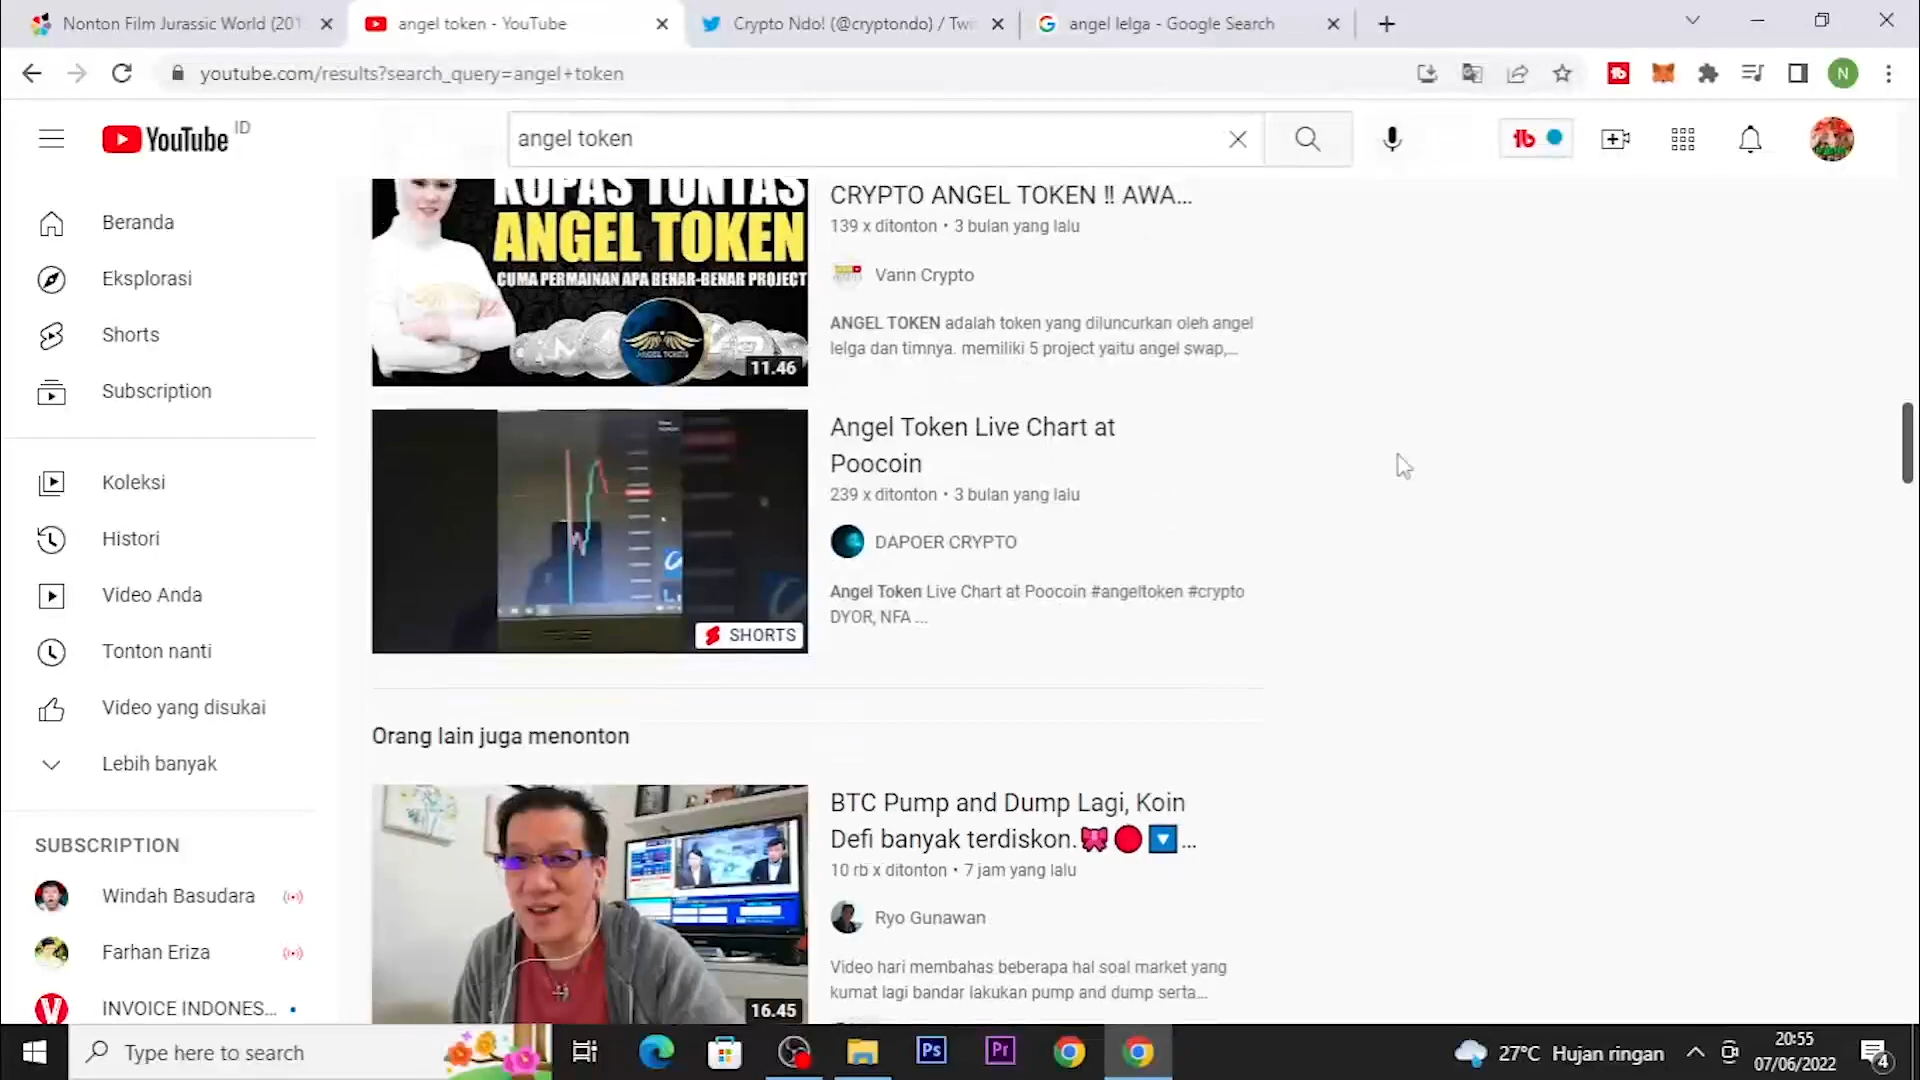 Nonton Film Jurassic World (201
angel token - YouTube
Crypto Ndo! (@cryptondo) / Twi
angel lelga - Google Search
youtube.com/results?search_query=angel+token
N
YouTube ID
angel token
Beranda
Eksplorasi
Shorts
Subscription
Koleksi
Histori
Video Anda
Tonton nanti
Video yang disukai
Lebih banyak
SUBSCRIPTION
Windah Basudara
Farhan Eriza
INVOICE INDONES...
KUPAS TUNTAS
ANGEL TOKEN
CUMA PERMAINAN APA BENAR-BENAR PROJECT
ANGEL TOKEN
11.46
CRYPTO ANGEL TOKEN !! AWA...
139 x ditonton • 3 bulan yang lalu
Vann Crypto
ANGEL TOKEN adalah token yang diluncurkan oleh angel
lelga dan timnya. memiliki 5 project yaitu angel swap,...
SHORTS
Angel Token Live Chart at
Poocoin
239 x ditonton • 3 bulan yang lalu
DAPOER CRYPTO
Angel Token Live Chart at Poocoin #angeltoken #crypto
DYOR, NFA ...
Orang lain juga menonton
16.45
BTC Pump and Dump Lagi, Koin
Defi banyak terdiskon.🎀🔴🔽...
10 rb x ditonton • 7 jam yang lalu
Ryo Gunawan
Video hari membahas beberapa hal soal market yang
kumat lagi bandar lakukan pump and dump serta...
Type here to search
Ps
Pr
27°C Hujan ringan
20:55
07/06/2022
4